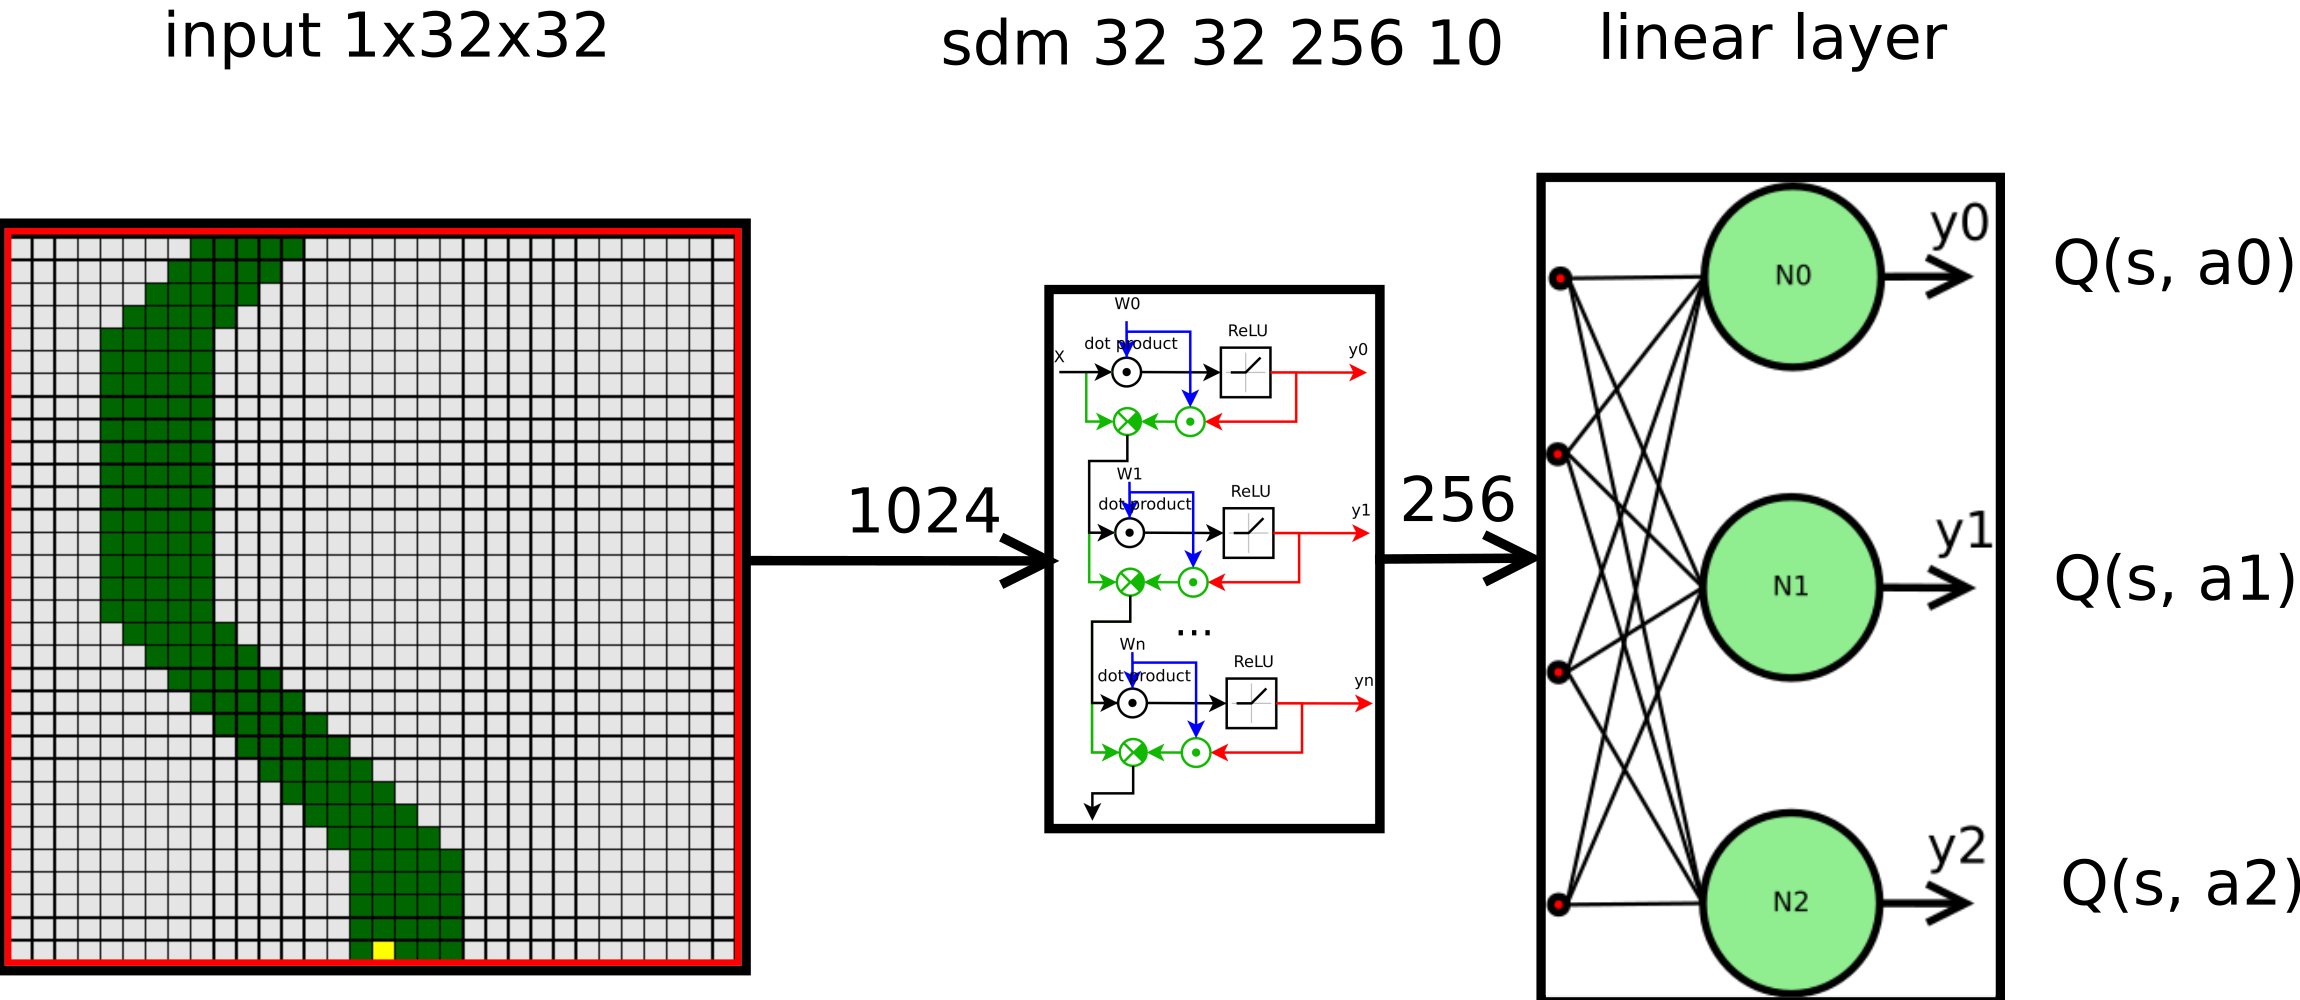 input 1x32x32
sdm 32 32 256 10
linear layer
1024
W0
dot product
ReLU
X
y0
W1
dot product
ReLU
y1
...
Wn
dot product
ReLU
yn
256
N0
y0
Q(s, a0)
N1
y1
Q(s, a1)
N2
y2
Q(s, a2)